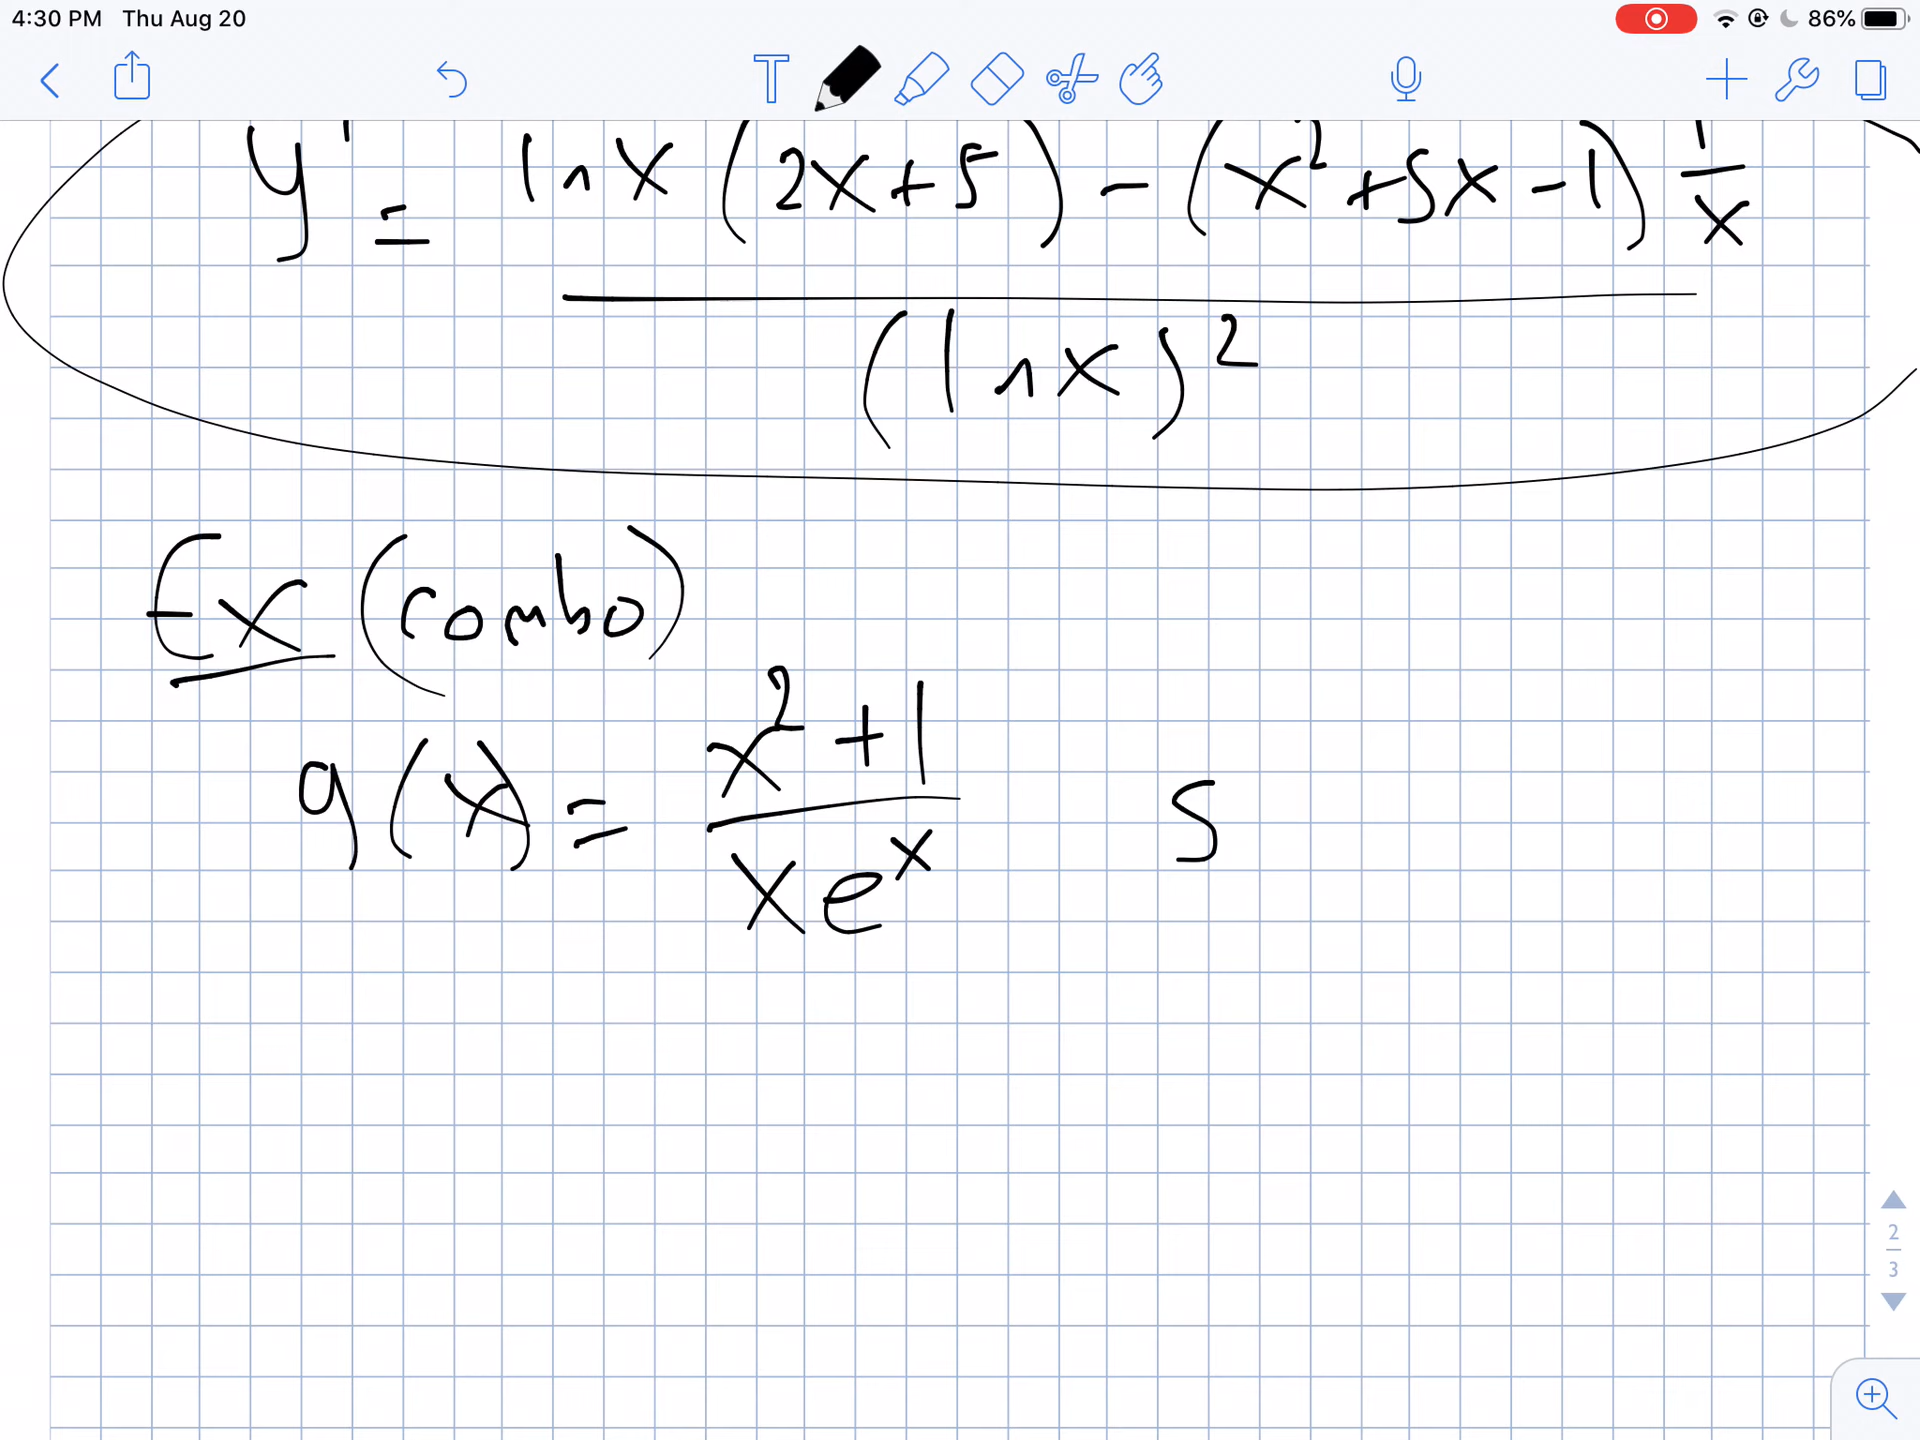 4:30 PM Thu Aug 20 86%
T
y' = ln x (2x+5) - (x²+5x-1) 1/x
(ln x)²
Ex (combo)
g(x) = x²+1 S
xeˣ
2
3